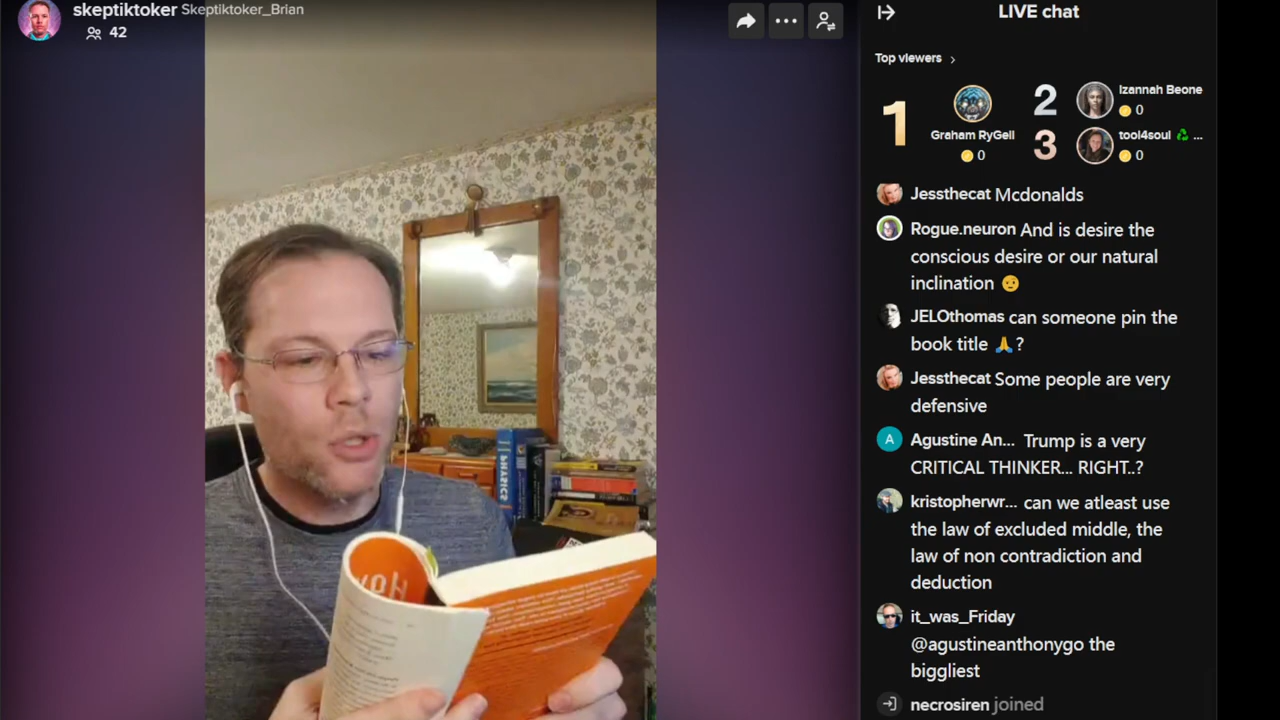 skeptiktoker Skeptiktoker_Brian
42
LIVE chat
Top viewers
1
Graham RyGell
0
2
Izannah Beone
0
3
tool4soul ♻️ ...
0
Jessthecat Mcdonalds
Rogue.neuron And is desire the
conscious desire or our natural
inclination 🤨
JELOthomas can someone pin the
book title 🙏?
Jessthecat Some people are very
defensive
A
Agustine An... Trump is a very
CRITICAL THINKER... RIGHT..?
kristopherwr... can we atleast use
the law of excluded middle, the
law of non contradiction and
deduction
it_was_Friday
@agustineanthonygo the
biggliest
necrosiren joined
PHYSICS